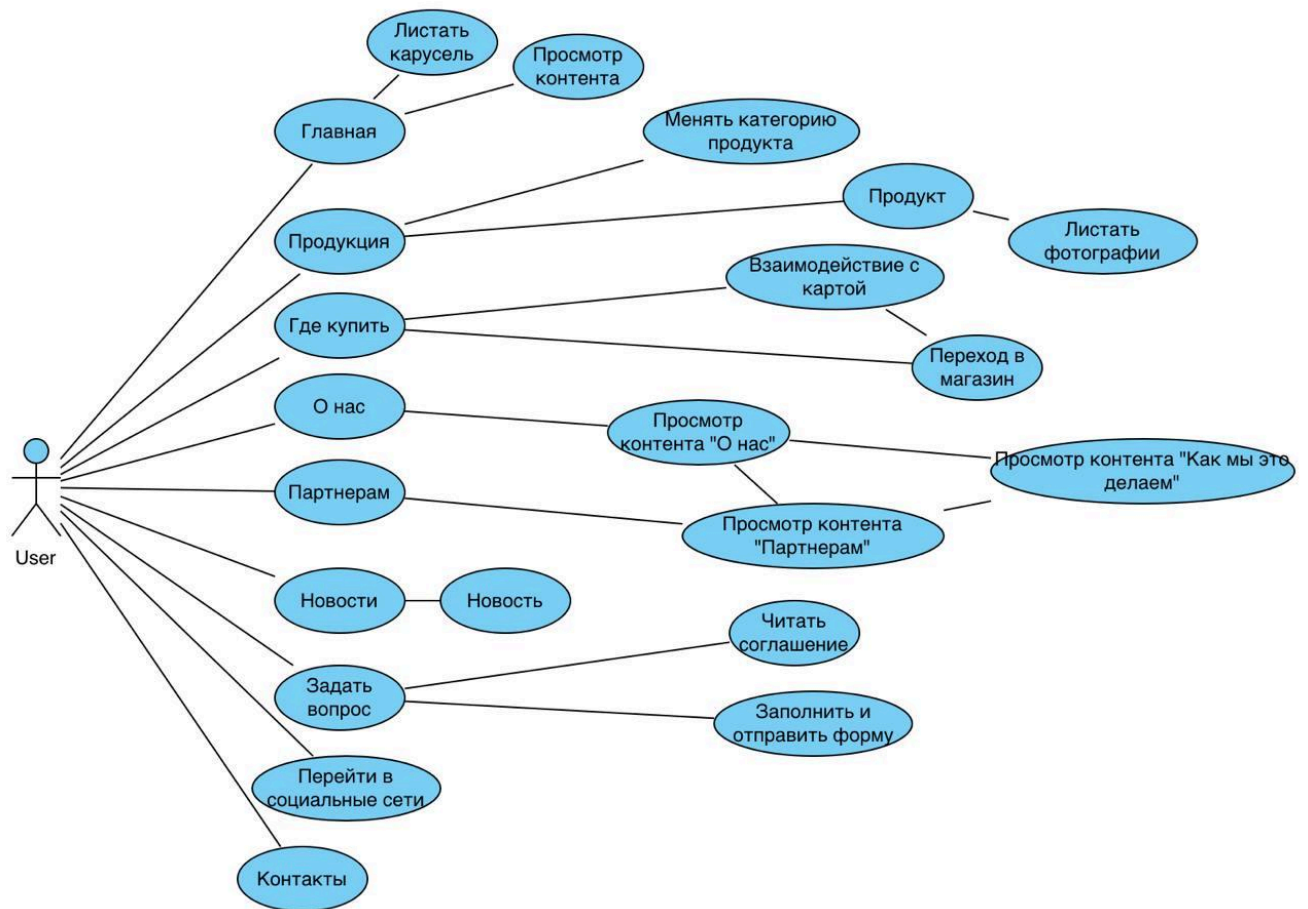 Листать
карусель
Просмотр
контента
Главная
Менять категорию
продукта
Продукт
Продукция
Листать
фотографии
Взаимодействие с
картой
Где купить
Переход в
магазин
О нас
Просмотр
контента "О нас"
Просмотр контента "Как мы это
делаем"
Партнерам
Просмотр контента
"Партнерам"
User
Новости
Новость
Читать
соглашение
Задать
вопрос
Заполнить и
отправить форму
Перейти в
социальные сети
Контакты